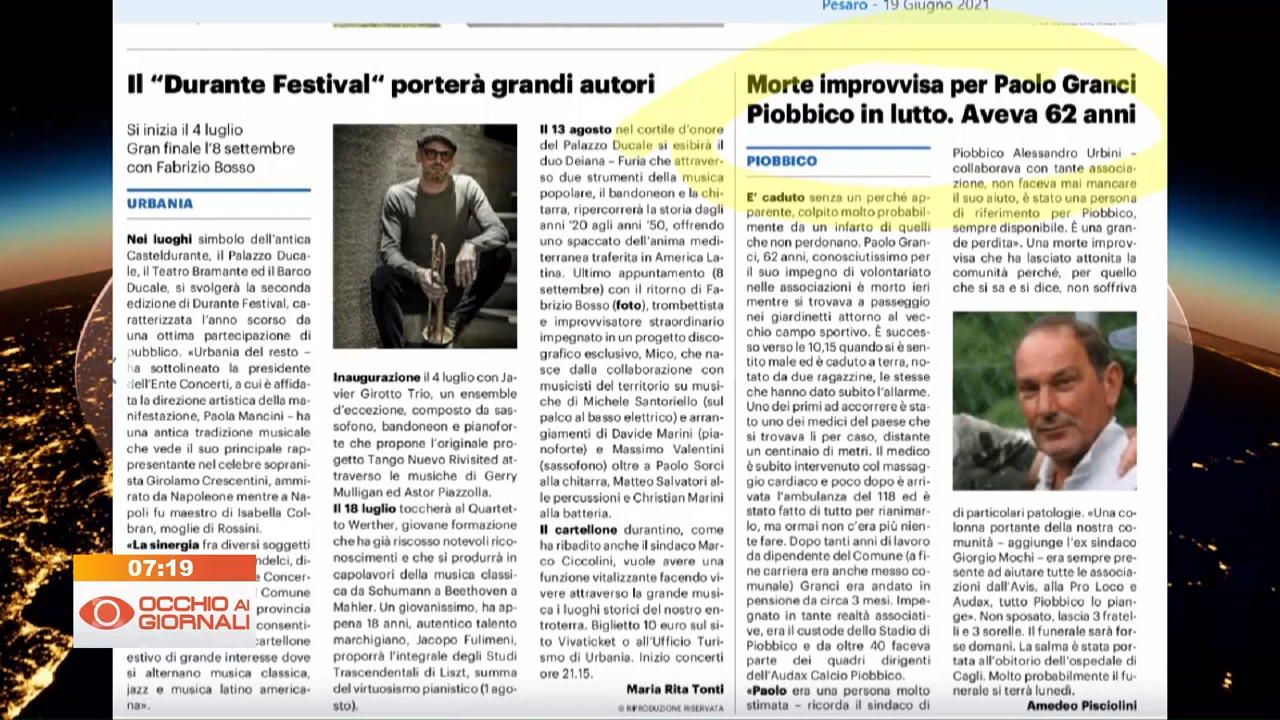 Pesaro - 19 Giugno 2021
Il “Durante Festival“ porterà grandi autori
Si inizia il 4 luglio
Gran finale l'8 settembre
con Fabrizio Bosso
URBANIA
Nei luoghi simbolo dell'antica
Casteldurante, il Palazzo Duca-
le, il Teatro Bramante ed il Barco
Ducale, si svolgerà la seconda
edizione di Durante Festival, ca-
ratterizzata l'anno scorso da
una ottima partecipazione di
pubblico. «Urbania del resto –
ha sottolineato la presidente
dell'Ente Concerti, a cui è affida-
ta la direzione artistica della ma-
nifestazione, Paola Mancini – ha
una antica tradizione musicale
che vede il suo principale rap-
presentante nel celebre soprani-
sta Girolamo Crescentini, ammi-
rato da Napoleone mentre a Na-
poli fu maestro di Isabella Col-
bran, moglie di Rossini.
«La sinergia fra diversi soggetti
ndelci, di-
e Concer-
Comune
provincia
consenti-
cartellone
estivo di grande interesse dove
si alternano musica classica,
jazz e musica latino america-
na».
Inaugurazione il 4 luglio con Ja-
vier Girotto Trio, un ensemble
d'eccezione, composto da sas-
sofono, bandoneon e pianofor-
te che propone l'originale pro-
getto Tango Nuevo Rivisited at-
traverso le musiche di Gerry
Mulligan ed Astor Piazzolla.
Il 18 luglio toccherà al Quartet-
to Werther, giovane formazione
che ha già riscosso notevoli rico-
noscimenti e che si produrrà in
capolavori della musica classi-
ca da Schumann a Beethoven a
Mahler. Un giovanissimo, ha ap-
pena 18 anni, autentico talento
marchigiano, Jacopo Fulimeni,
proporrà l'integrale degli Studi
Trascendentali di Liszt, summa
del virtuosismo pianistico (1 ago-
sto).
Il 13 agosto nel cortile d'onore
del Palazzo Ducale si esibirà il
duo Deiana – Furia che attraver-
so due strumenti della musica
popolare, il bandoneon e la chi-
tarra, ripercorrerà la storia dagli
anni '20 agli anni '50, offrendo
uno spaccato dell'anima medi-
terranea traferita in America La-
tina. Ultimo appuntamento (8
settembre) con il ritorno di Fa-
brizio Bosso (foto), trombettista
e improvvisatore straordinario
impegnato in un progetto disco-
grafico esclusivo, Mico, che na-
sce dalla collaborazione con
musicisti del territorio su musi-
che di Michele Santoriello (sul
palco al basso elettrico) e arran-
giamenti di Davide Marini (pia-
noforte) e Massimo Valentini
(sassofono) oltre a Paolo Sorci
alla chitarra, Matteo Salvatori al-
le percussioni e Christian Marini
alla batteria.
Il cartellone durantino, come
ha ribadito anche il sindaco Mar-
co Ciccolini, vuole avere una
funzione vitalizzante facendo vi-
vere attraverso la grande musi-
ca i luoghi storici del nostro en-
troterra. Biglietto 10 euro sul si-
to Vivaticket o all'Ufficio Turi-
smo di Urbania. Inizio concerti
ore 21.15.
Maria Rita Tonti
© RIPRODUZIONE RISERVATA
Morte improvvisa per Paolo Granci
Piobbico in lutto. Aveva 62 anni
PIOBBICO
E' caduto senza un perché ap-
parente, colpito molto probabil-
mente da un infarto di quelli
che non perdonano. Paolo Gran-
ci, 62 anni, conosciutissimo per
il suo impegno di volontariato
nelle associazioni è morto ieri
mentre si trovava a passeggio
nei giardinetti attorno al vec-
chio campo sportivo. È succes-
so verso le 10,15 quando si è sen-
tito male ed è caduto a terra, no-
tato da due ragazzine, le stesse
che hanno dato subito l'allarme.
Uno dei primi ad accorrere è sta-
to uno dei medici del paese che
si trovava lì per caso, distante
un centinaio di metri. Il medico
è subito intervenuto col massag-
gio cardiaco e poco dopo è arri-
vata l'ambulanza del 118 ed è
stato fatto di tutto per rianimar-
lo, ma ormai non c'era più nien-
te fare. Dopo tanti anni di lavoro
da dipendente del Comune (a fi-
ne carriera era anche messo co-
munale) Granci era andato in
pensione da circa 3 mesi. Impe-
gnato in tante realtà associati-
ve, era il custode dello Stadio di
Piobbico e da oltre 40 faceva
parte dei quadri dirigenti
dell'Audax Calcio Piobbico.
«Paolo era una persona molto
stimata – ricorda il sindaco di
Piobbico Alessandro Urbini –
collaborava con tante associa-
zione, non faceva mai mancare
il suo aiuto, è stato una persona
di riferimento per Piobbico,
sempre disponibile. È una gran-
de perdita». Una morte improv-
visa che ha lasciato attonita la
comunità perché, per quello
che si sa e si dice, non soffriva
di particolari patologie. «Una co-
lonna portante della nostra co-
munità – aggiunge l'ex sindaco
Giorgio Mochi – era sempre pre-
sente ad aiutare tutte le associa-
zioni dall'Avis, alla Pro Loco e
Audax, tutto Piobbico lo pian-
ge». Non sposato, lascia 3 fratel-
li e 3 sorelle. Il funerale sarà for-
se domani. La salma è stata por-
tata all'obitorio dell'ospedale di
Cagli. Molto probabilmente il fu-
nerale si terrà lunedì.
Amedeo Pisciolini
07:19
OCCHIO AI
GIORNALI